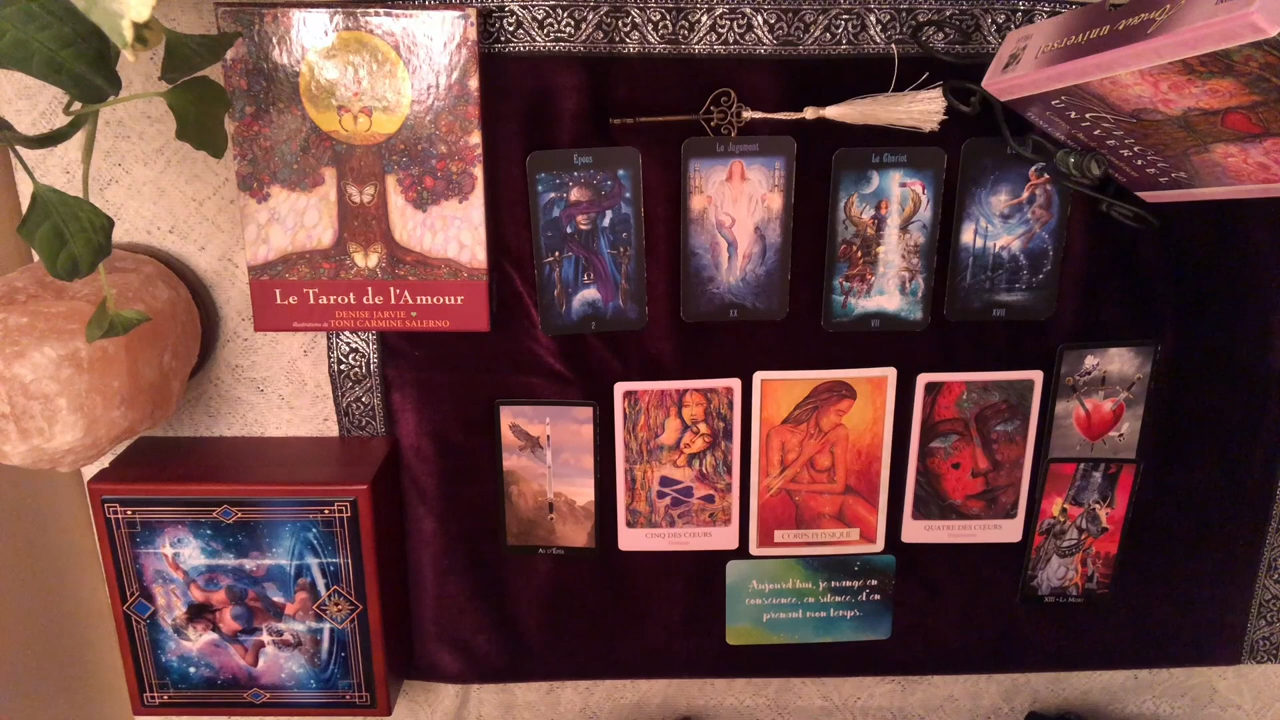 Le Tarot de l'Amour
DENISE JARVIE
illustrations de TONI CARMINE SALERNO
Amour universel
UNIVERSEL
Épées
2
Le Jugement
XX
Le Chariot
VII
XVII
As d'Épée
CINQ DES CŒURS
CORPS PHYSIQUE
QUATRE DES CŒURS
XIII • La Mort
Aujourd'hui, je mange en
conscience, en silence, et en
prenant mon temps.